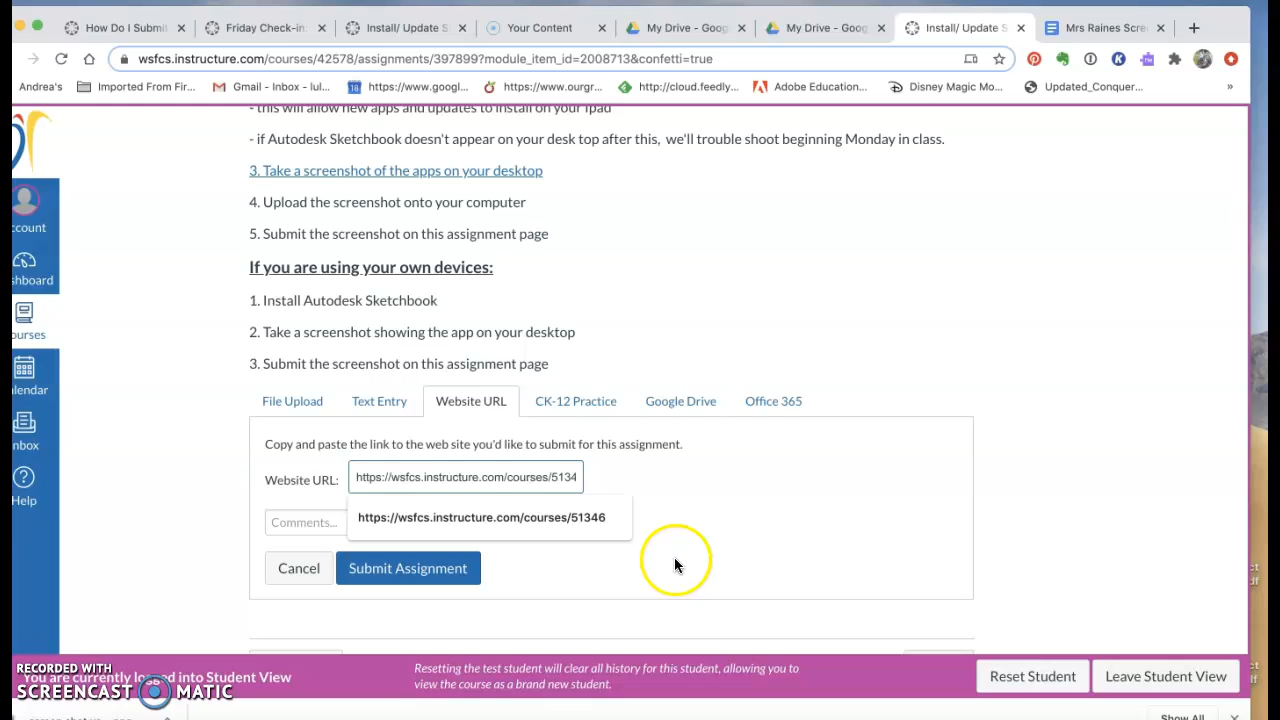 How Do I Submit
Friday Check-in
Install/ Update S
Your Content
My Drive - Goog
My Drive - Goog
Install/ Update S
Mrs Raines Scre
wsfcs.instructure.com/courses/42578/assignments/397899?module_item_id=2008713&confetti=true
Andrea's
Imported From Fir...
Gmail - Inbox - lul...
https://www.googl...
https://www.ourgr...
http://cloud.feedly...
Adobe Education...
Disney Magic Mo...
Updated_Conquer...
»
- this will allow new apps and updates to install on your Ipad
- if Autodesk Sketchbook doesn't appear on your desk top after this, we'll trouble shoot beginning Monday in class.
3. Take a screenshot of the apps on your desktop
4. Upload the screenshot onto your computer
5. Submit the screenshot on this assignment page
If you are using your own devices:
1. Install Autodesk Sketchbook
2. Take a screenshot showing the app on your desktop
3. Submit the screenshot on this assignment page
ccount
shboard
ourses
lendar
nbox
Help
File Upload
Text Entry
Website URL
CK-12 Practice
Google Drive
Office 365
Copy and paste the link to the web site you'd like to submit for this assignment.
Website URL:
https://wsfcs.instructure.com/courses/5134
https://wsfcs.instructure.com/courses/51346
Comments...
Cancel
Submit Assignment
RECORDED WITH
You are currently logged into Student View
SCREENCAST MATIC
Resetting the test student will clear all history for this student, allowing you to
view the course as a brand new student.
Reset Student
Leave Student View
Show All